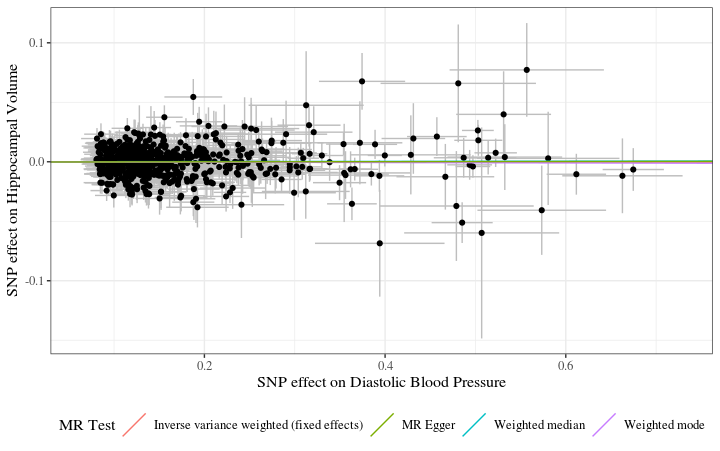 SNP effect on Hippocampal Volume
0.1
0.0
-0.1
0.2
0.4
0.6
SNP effect on Diastolic Blood Pressure
MR Test
Inverse variance weighted (fixed effects)
MR Egger
Weighted median
Weighted mode